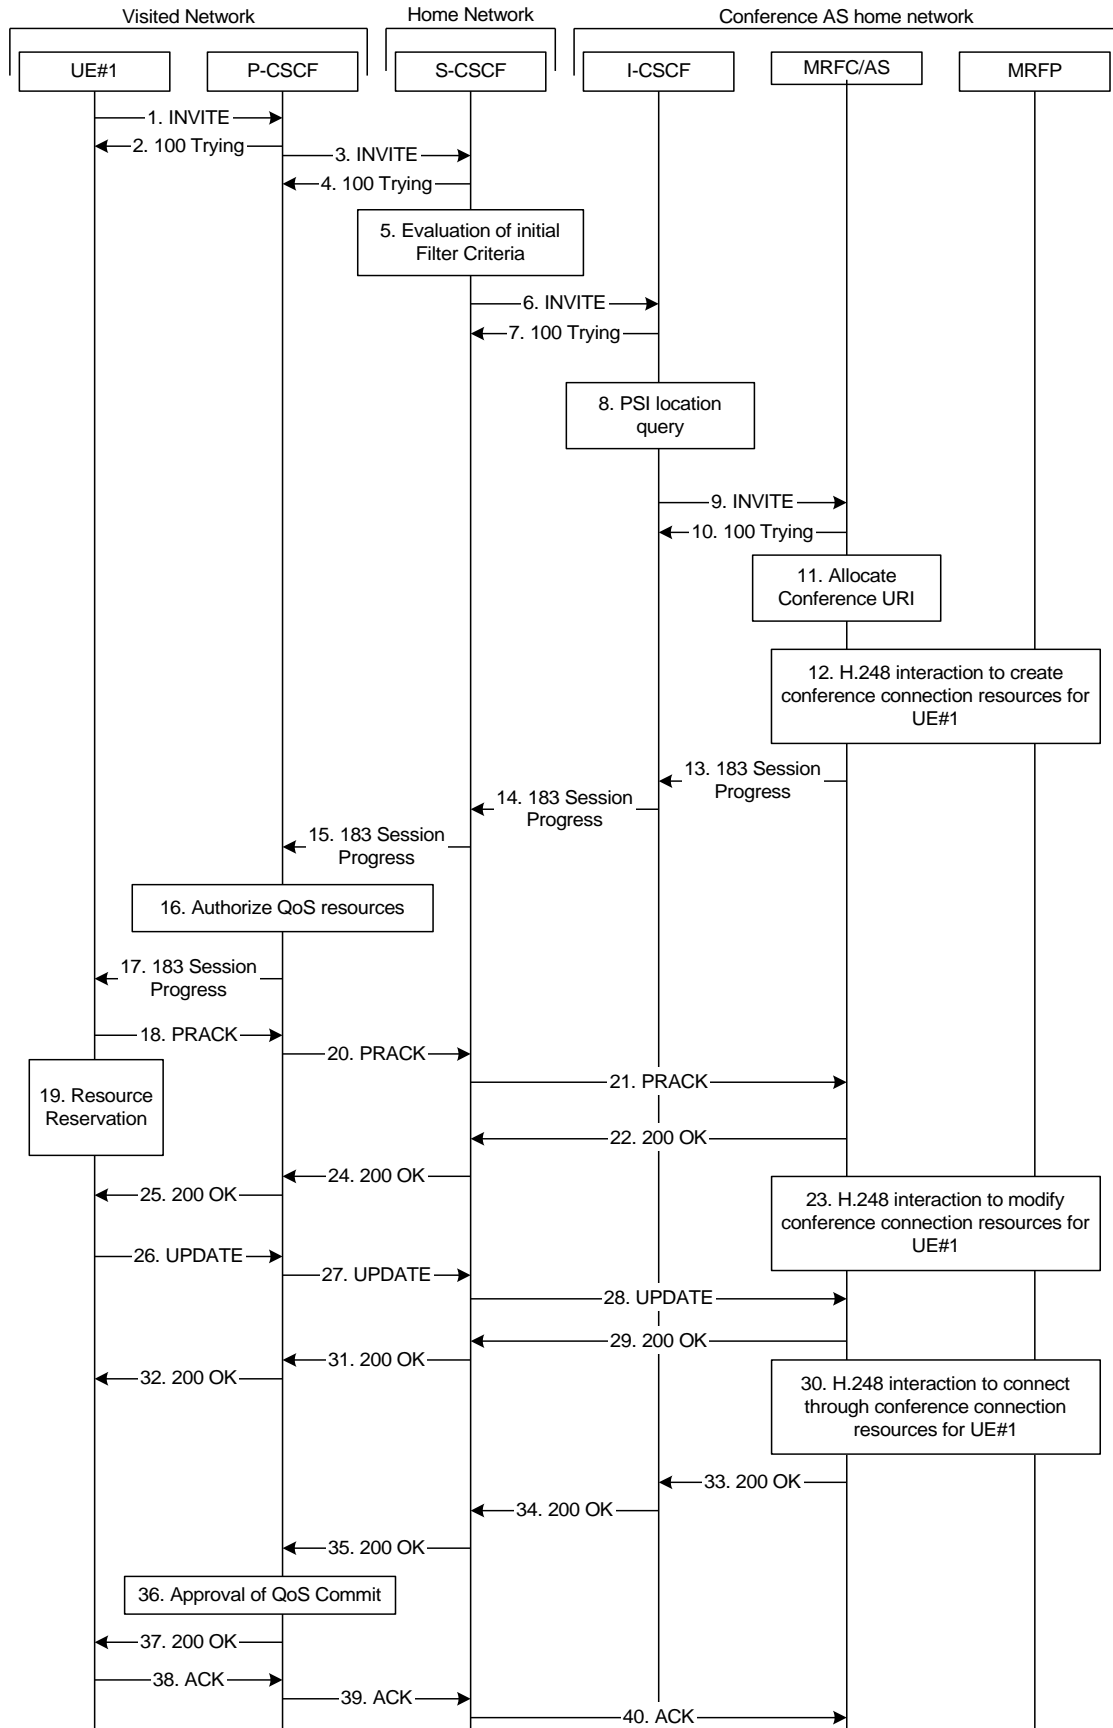 Visited Network
Home Network
Conference AS home network
UE#1
P-CSCF
S-CSCF
I-CSCF
MRFC/AS
MRFP
1. INVITE
2. 100 Trying
3. INVITE
4. 100 Trying
5. Evaluation of initial
Filter Criteria
6. INVITE
7. 100 Trying
8. PSI location
query
9. INVITE
10. 100 Trying
11. Allocate
Conference URI
12. H.248 interaction to create
conference connection resources for
UE#1
13. 183 Session
Progress
14. 183 Session
Progress
15. 183 Session
Progress
16. Authorize QoS resources
17. 183 Session
Progress
18. PRACK
20. PRACK
19. Resource
Reservation
21. PRACK
22. 200 OK
24. 200 OK
25. 200 OK
23. H.248 interaction to modify
conference connection resources for
UE#1
26. UPDATE
27. UPDATE
28. UPDATE
29. 200 OK
31. 200 OK
32. 200 OK
30. H.248 interaction to connect
through conference connection
resources for UE#1
33. 200 OK
34. 200 OK
35. 200 OK
36. Approval of QoS Commit
37. 200 OK
38. ACK
39. ACK
40. ACK